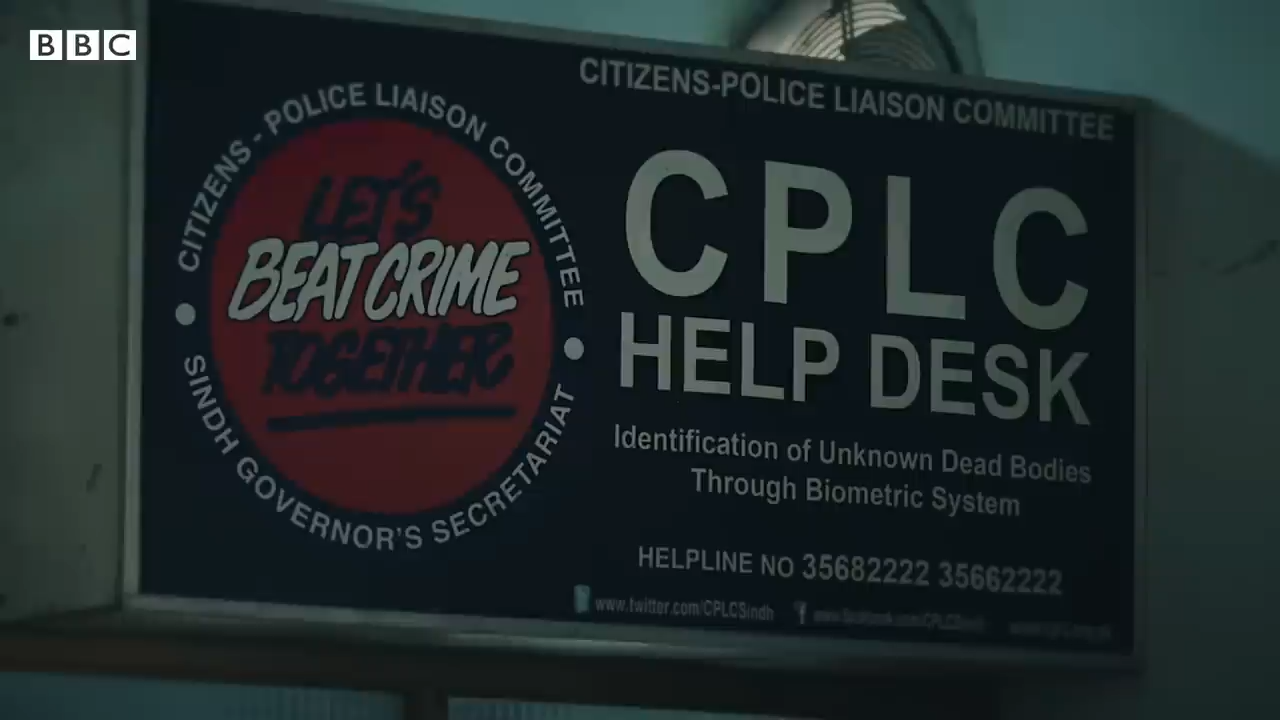 BBC
CITIZENS-POLICE LIAISON COMMITTEE
CITIZENS - POLICE LIAISON COMMITTEE
LET'S
BEAT CRIME
TOGETHER
SINDH GOVERNOR'S SECRETARIAT
CPLC
HELP DESK
Identification of Unknown Dead Bodies
Through Biometric System
HELPLINE NO 35682222 35662222
www.twitter.com/CPLCSindh